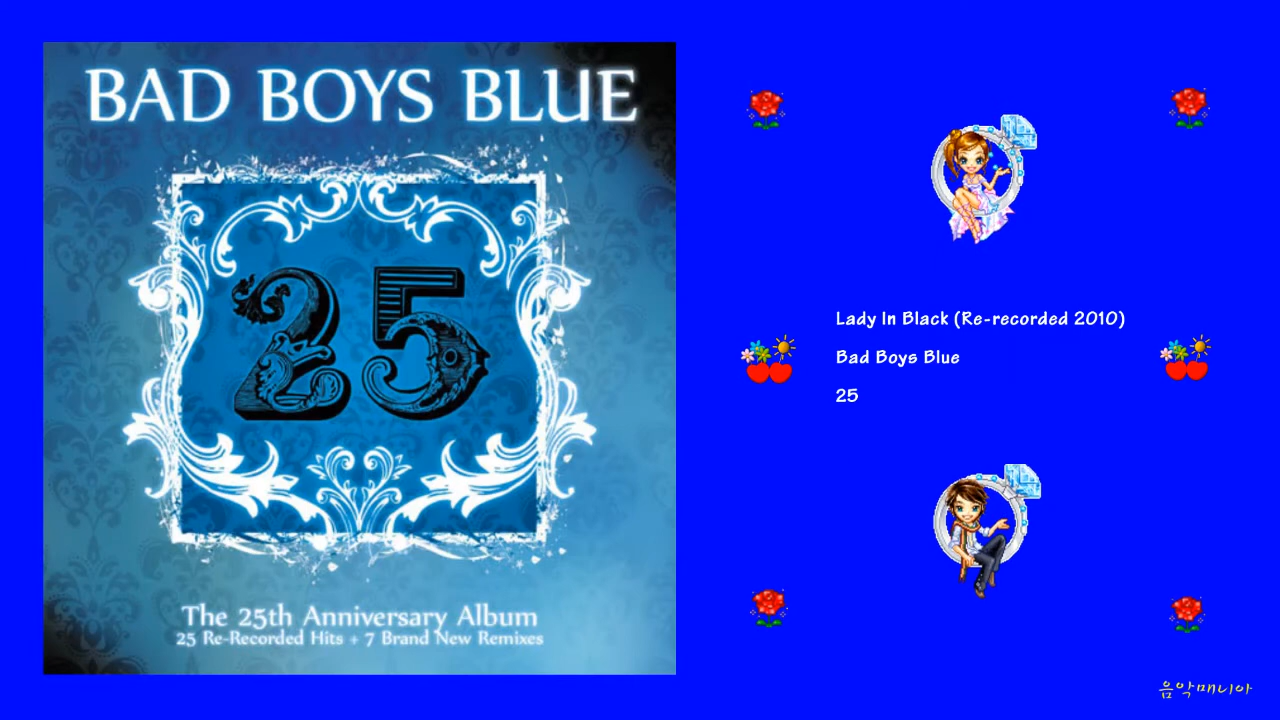 BAD BOYS BLUE
25
The 25th Anniversary Album
25 Re-Recorded Hits + 7 Brand New Remixes
Lady In Black (Re-recorded 2010)
Bad Boys Blue
25
음악매니아